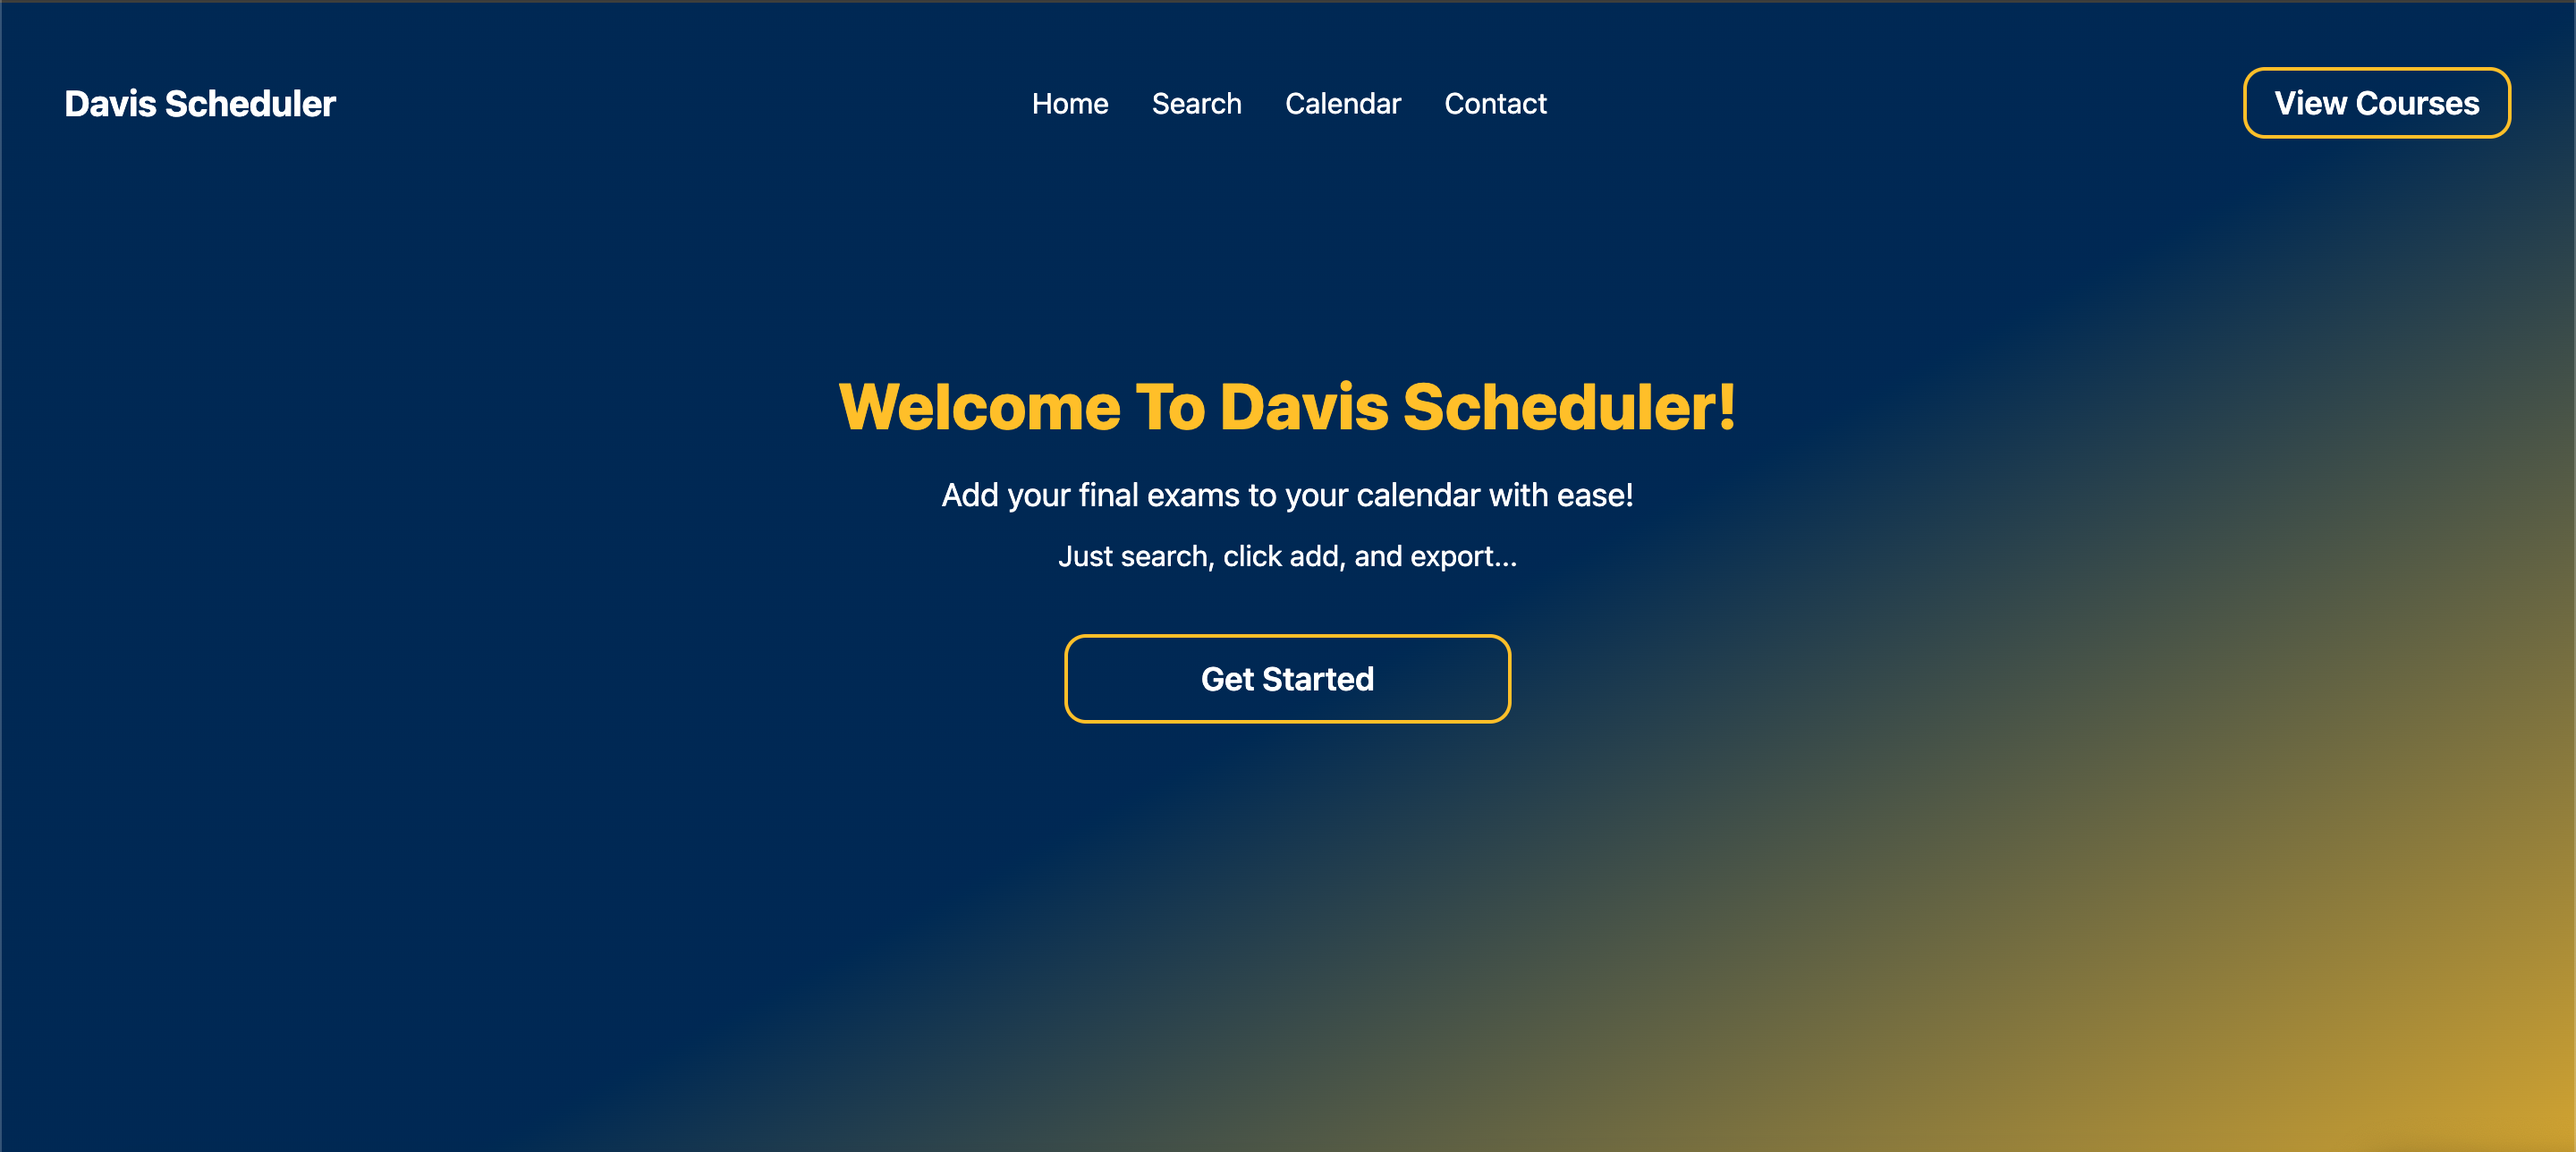 Davis Scheduler
Home Search Calendar Contact
View Courses
Welcome To Davis Scheduler!
Add your final exams to your calendar with ease!
Just search, click add, and export...
Get Started